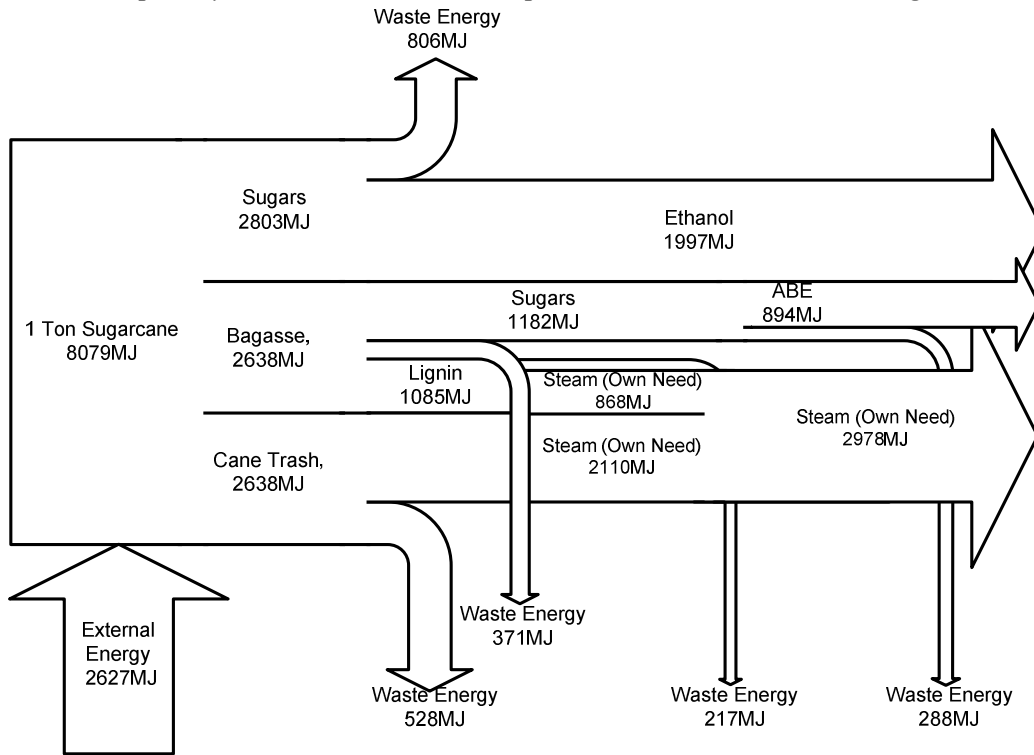 Waste Energy
806MJ
Sugars
2803MJ
Ethanol
1997MJ
1 Ton Sugarcane
8079MJ
Bagasse,
2638MJ
Sugars
1182MJ
ABE
894MJ
Lignin
1085MJ
Steam (Own Need)
868MJ
Steam (Own Need)
2978MJ
Cane Trash,
2638MJ
Steam (Own Need)
2110MJ
External
Energy
2627MJ
Waste Energy
371MJ
Waste Energy
528MJ
Waste Energy
217MJ
Waste Energy
288MJ